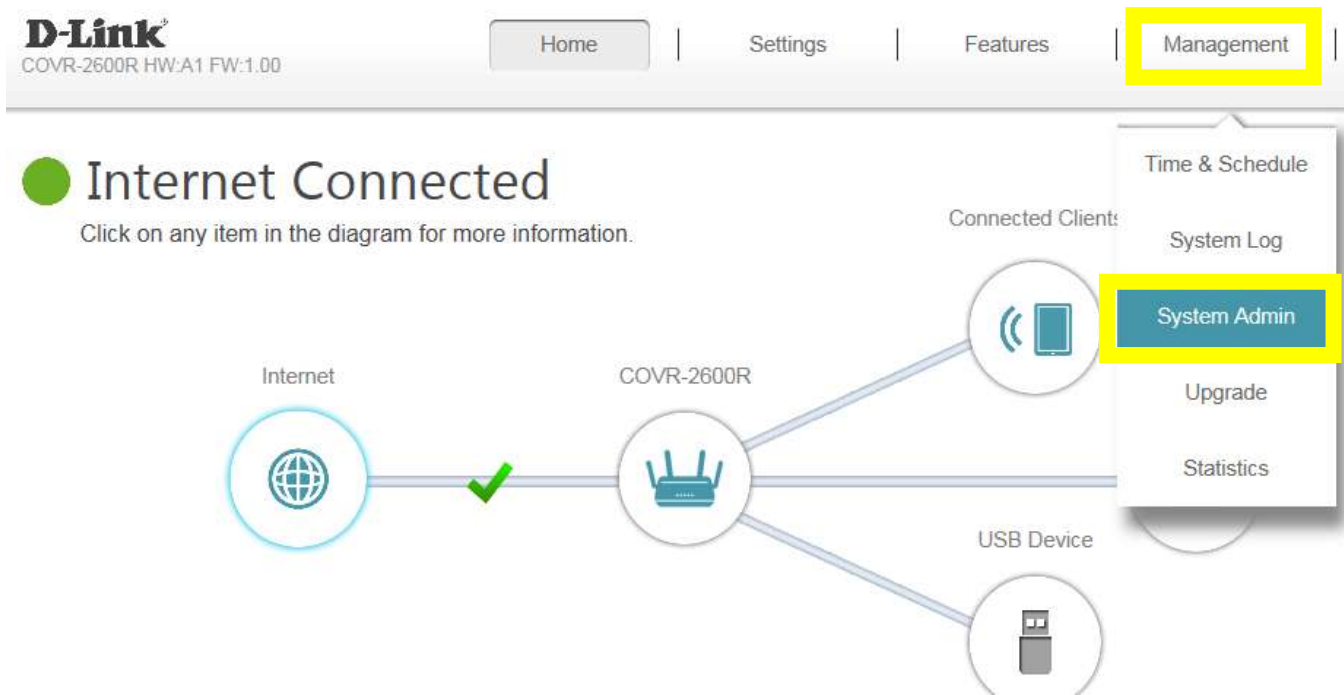 D-Link
COVR-2600R HW:A1 FW:1.00
Home
Settings
Features
Management
Internet Connected
Click on any item in the diagram for more information.
Time & Schedule
System Log
System Admin
Upgrade
Statistics
Connected Clients
Internet
COVR-2600R
USB Device